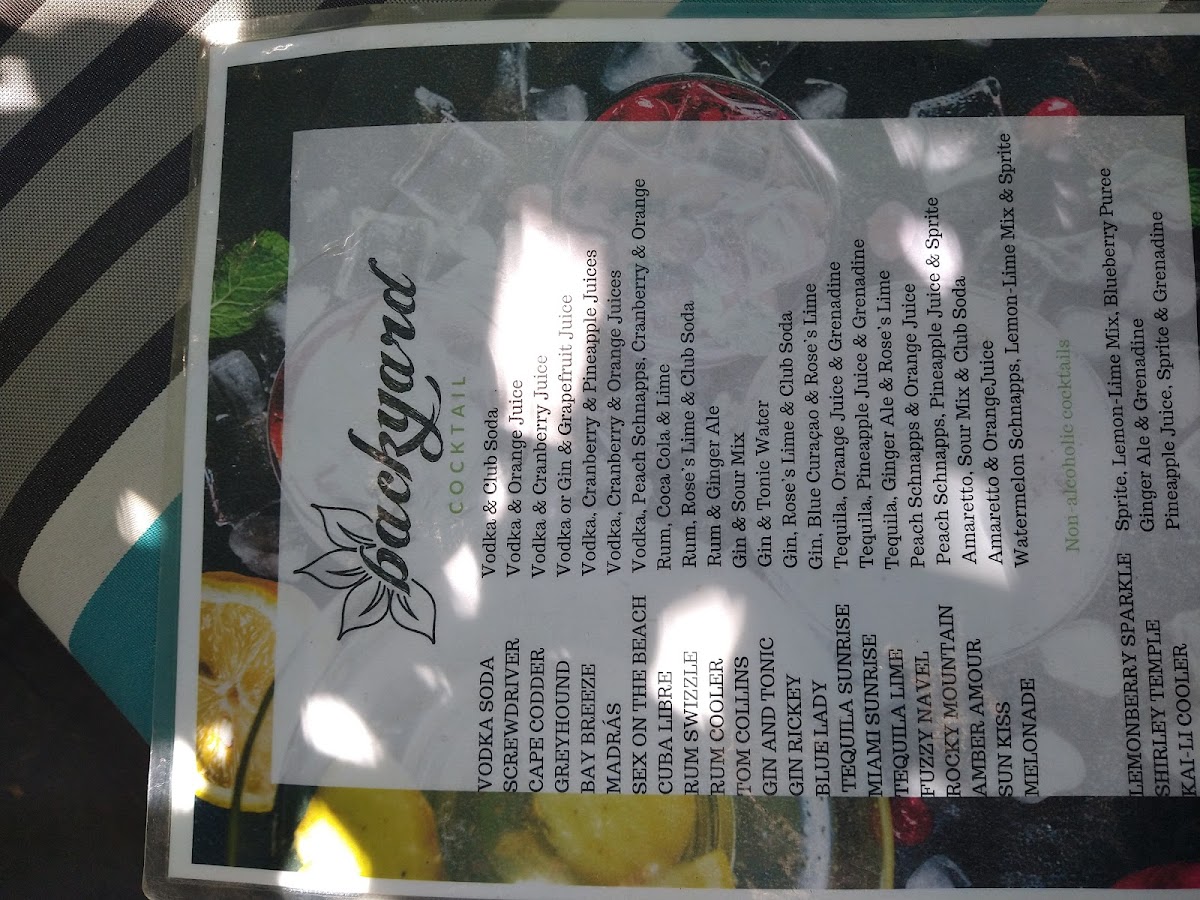 backyard
COCKTAIL
VODKA SODA Vodka & Club Soda
SCREWDRIVER Vodka & Orange Juice
CAPE CODDER Vodka & Cranberry Juice
GREYHOUND Vodka or Gin & Grapefruit Juice
BAY BREEZE Vodka, Cranberry & Pineapple Juices
MADRÁS Vodka, Cranberry & Orange Juices
SEX ON THE BEACH Vodka, Peach Schnapps, Cranberry & Orange
CUBA LIBRE Rum, Coca Cola & Lime
RUM SWIZZLE Rum, Rose's Lime & Club Soda
RUM COOLER Rum & Ginger Ale
TOM COLLINS Gin & Sour Mix
GIN AND TONIC Gin & Tonic Water
GIN RICKEY Gin, Rose's Lime & Club Soda
BLUE LADY Gin, Blue Curaçao & Rose's Lime
TEQUILA SUNRISE Tequila, Orange Juice & Grenadine
MIAMI SUNRISE Tequila, Pineapple Juice & Grenadine
TEQUILA LIME Tequila, Ginger Ale & Rose's Lime
FUZZY NAVEL Peach Schnapps & Orange Juice
ROCKY MOUNTAIN Peach Schnapps, Pineapple Juice & Sprite
AMBER AMOUR Amaretto, Sour Mix & Club Soda
SUN KISS Amaretto & OrangeJuice
MELONADE Watermelon Schnapps, Lemon-Lime Mix & Sprite
Non-alcoholic cocktails
LEMONBERRY SPARKLE Sprite, Lemon-Lime Mix, Blueberry Puree
SHIRLEY TEMPLE Ginger Ale & Grenadine
KAI-LI COOLER Pineapple Juice, Sprite & Grenadine